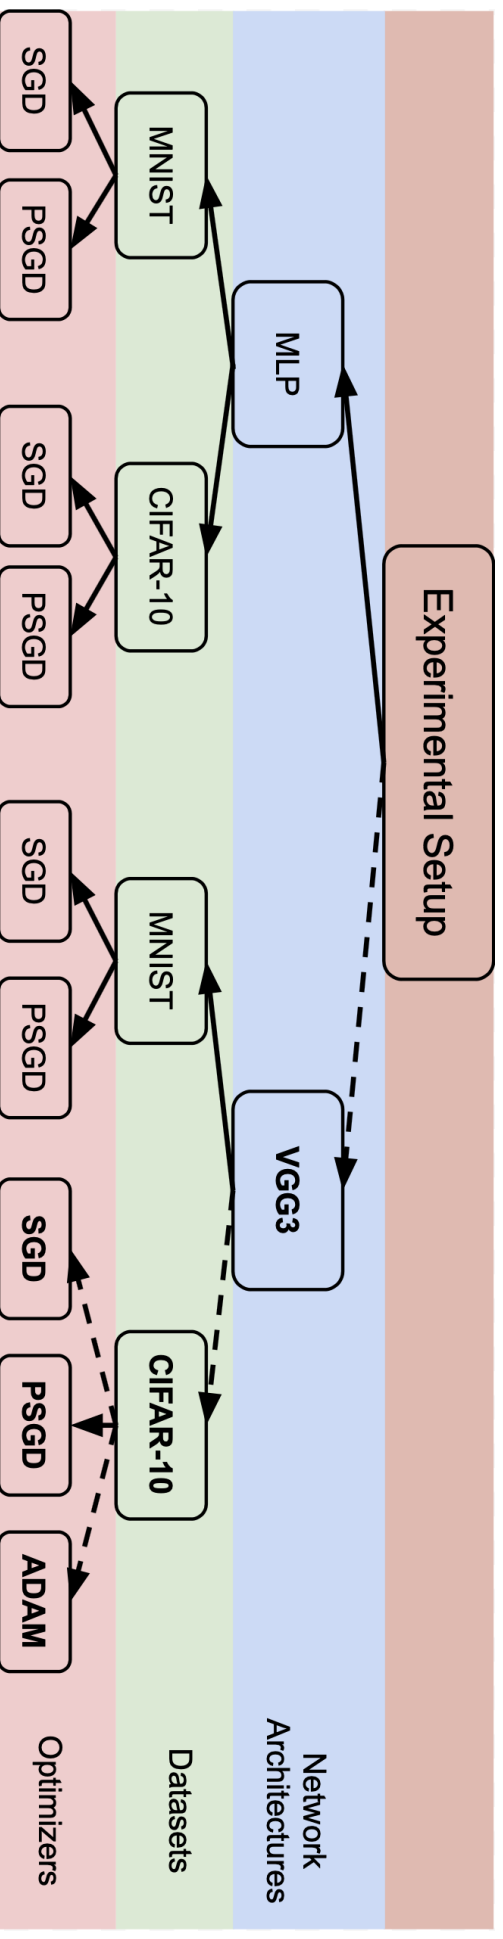 Experimental Setup
MLP
VGG3
Network
Architectures
MNIST
CIFAR-10
MNIST
CIFAR-10
Datasets
SGD
PSGD
SGD
PSGD
SGD
PSGD
SGD
PSGD
ADAM
Optimizers